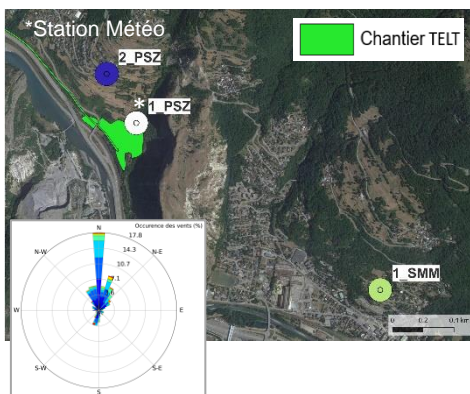 *Station Météo
Chantier TELT
2_PSZ
*
1_PSZ
1_SMM
0
0.2
0.4 km
Occurence des vents (%)
N
17.8
14.3
10.7
7.1
N-W
N-E
W
E
S-W
S-E
S